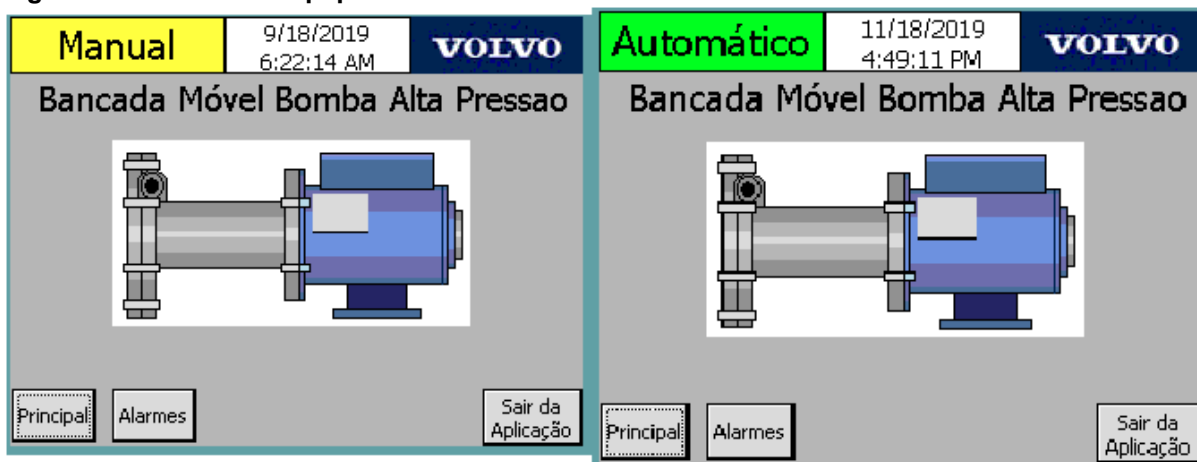 Manual
9/18/2019
6:22:14 AM
VOLVO
Bancada Móvel Bomba Alta Pressao
Principal
Alarmes
Sair da
Aplicação
Automático
11/18/2019
4:49:11 PM
VOLVO
Bancada Móvel Bomba Alta Pressao
Principal
Alarmes
Sair da
Aplicação